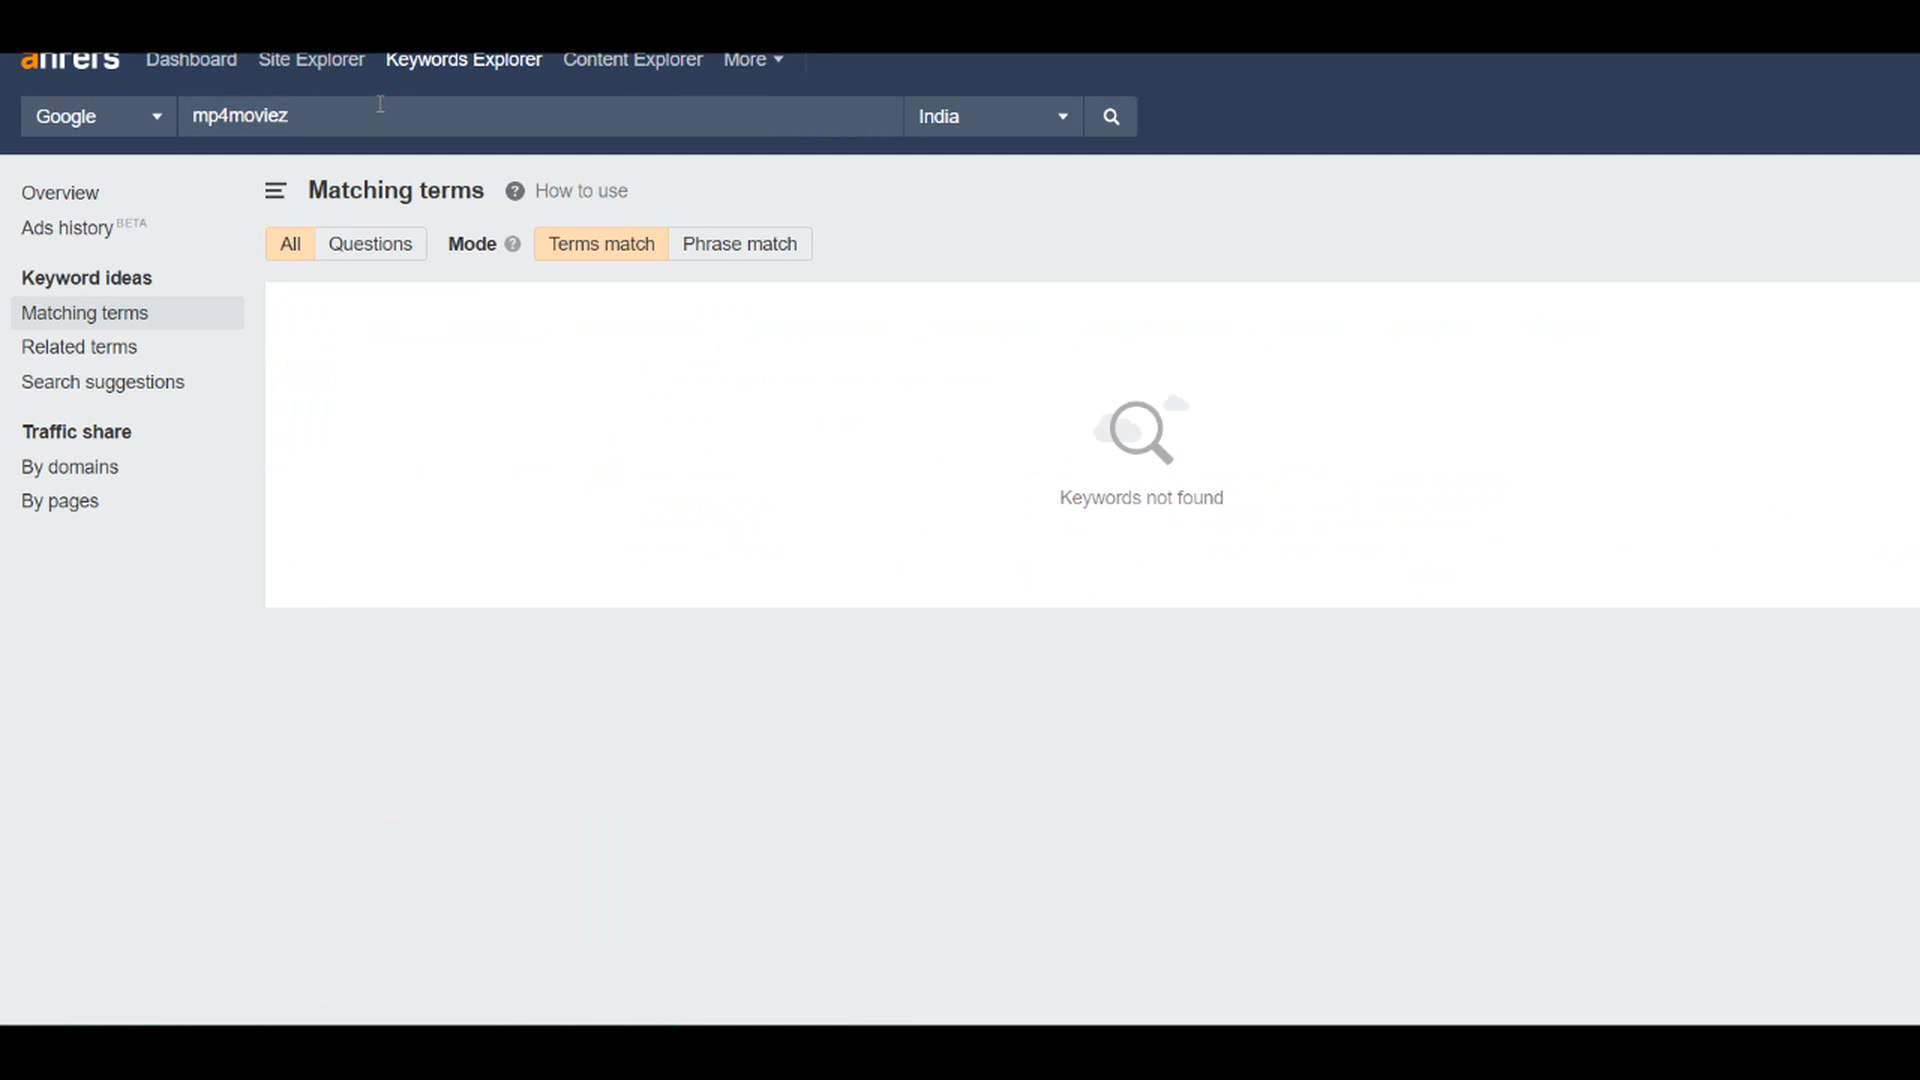 ahrefs Dashboard Site Explorer Keywords Explorer Content Explorer More
Google mp4moviez India
Overview
Ads history BETA
Keyword ideas
Matching terms
Related terms
Search suggestions
Traffic share
By domains
By pages
Matching terms ? How to use
All Questions Mode ? Terms match Phrase match
Keywords not found